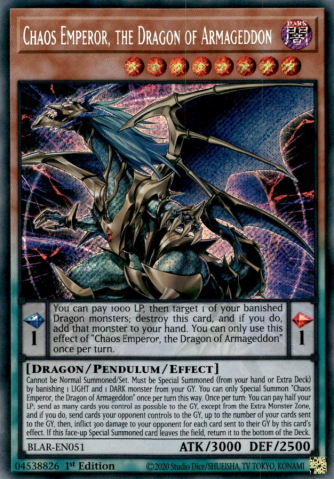 CHAOS EMPEROR, THE DRAGON OF ARMAGEDDON
DARK
You can pay 1000 LP, then target 1 of your banished
Dragon monsters; destroy this card, and if you do,
add that monster to your hand. You can only use this
effect of "Chaos Emperor, the Dragon of Armageddon"
once per turn.
1
1
[DRAGON/PENDULUM/EFFECT]
Cannot be Normal Summoned/Set. Must be Special Summoned (from your hand or Extra Deck)
by banishing 1 LIGHT and 1 DARK monster from your GY. You can only Special Summon "Chaos
Emperor, the Dragon of Armageddon" once per turn this way. Once per turn: You can pay half your
LP; send as many cards you control as possible to the GY, except from the Extra Monster Zone,
and if you do, send cards your opponent controls to the GY, up to the number of your cards sent
to the GY, then, inflict 300 damage to your opponent for each card sent to their GY by this card's
effect. If this face-up Special Summoned card leaves the field, return it to the bottom of the Deck.
BLAR-EN051
ATK/3000 DEF/2500
04538826
1st Edition
©2020 Studio Dice/SHUEISHA, TV TOKYO, KONAMI